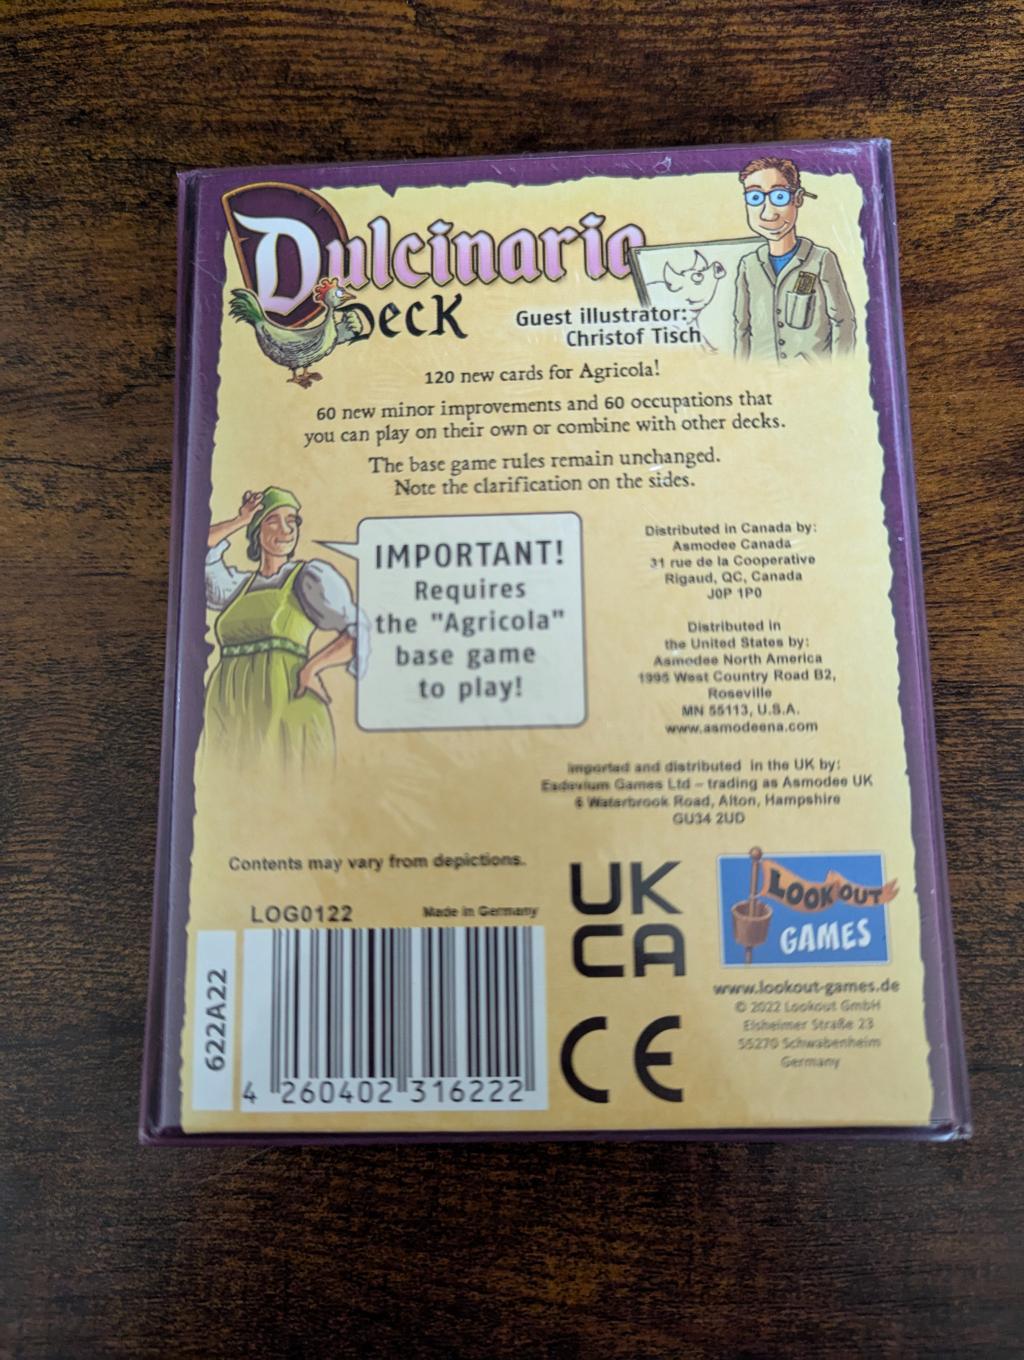 Dulcinaria
Deck
Guest illustrator:
Christof Tisch
120 new cards for Agricola!
60 new minor improvements and 60 occupations that
you can play on their own or combine with other decks.
The base game rules remain unchanged.
Note the clarification on the sides.
IMPORTANT!
Requires
the "Agricola"
base game
to play!
Distributed in Canada by:
Asmodee Canada
31 rue de la Cooperative
Rigaud, QC, Canada
J0P 1P0
Distributed in
the United States by:
Asmodee North America
1995 West Country Road B2,
Roseville
MN 55113, U.S.A.
www.asmodeena.com
Imported and distributed in the UK by:
Esdevium Games Ltd – trading as Asmodee UK
6 Waterbrook Road, Alton, Hampshire
GU34 2UD
Contents may vary from depictions.
LOG0122 Made in Germany
622A22
4 260402 316222
UK
CA
CE
LOOKOUT
GAMES
www.lookout-games.de
© 2022 Lookout GmbH
Elsheimer Straße 23
55270 Schwabenheim
Germany